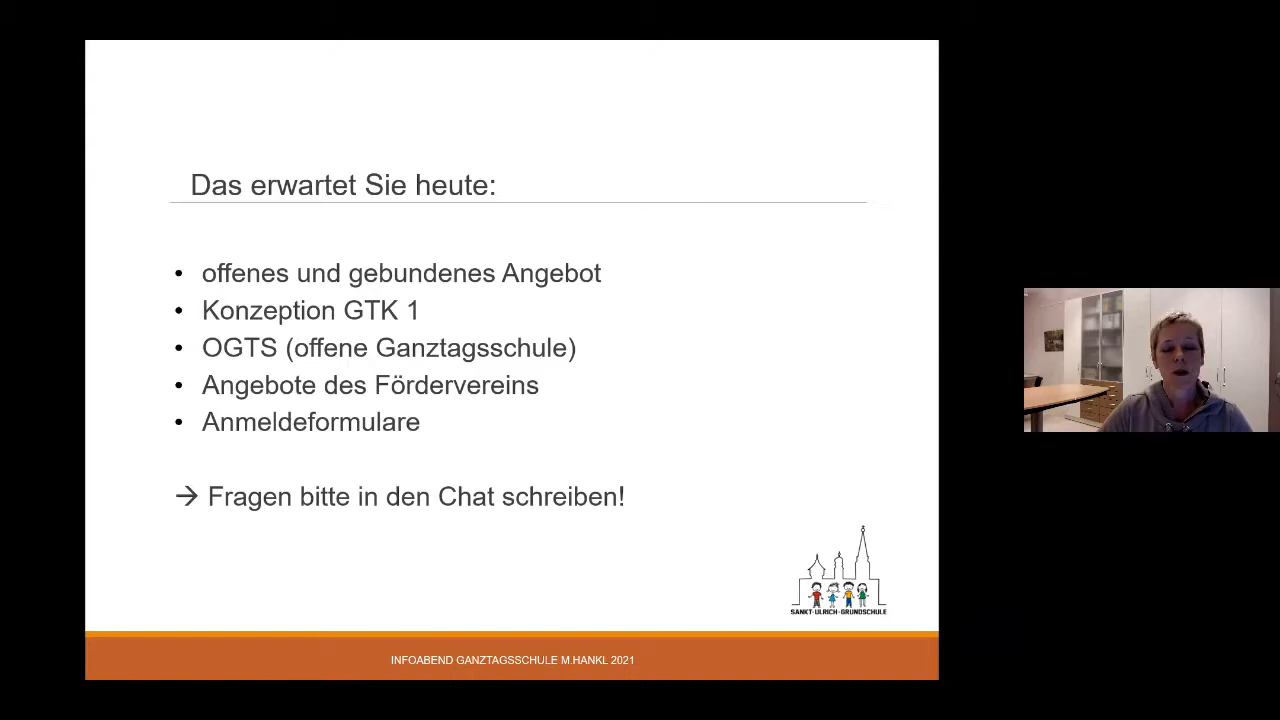 Das erwartet Sie heute:
• offenes und gebundenes Angebot
• Konzeption GTK 1
• OGTS (offene Ganztagsschule)
• Angebote des Fördervereins
• Anmeldeformulare
→ Fragen bitte in den Chat schreiben!
SANKT-ULRICH-GRUNDSCHULE
INFOABEND GANZTAGSSCHULE M.HANKL 2021